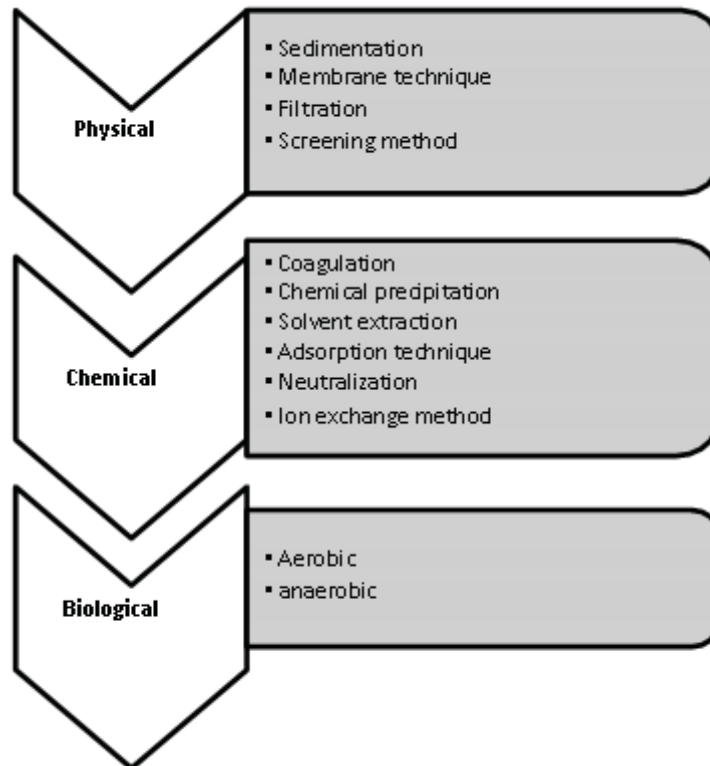 Physical
▪ Sedimentation
▪ Membrane technique
▪ Filtration
▪ Screening method
Chemical
▪ Coagulation
▪ Chemical precipitation
▪ Solvent extraction
▪ Adsorption technique
▪ Neutralization
▪ Ion exchange method
Biological
▪ Aerobic
▪ anaerobic